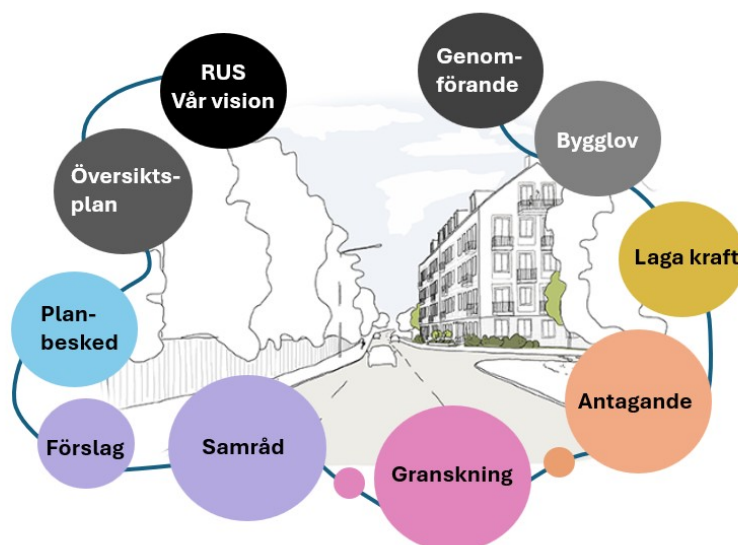 RUS
Vår vision
Översikts-
plan
Plan-
besked
Förslag
Samråd
Granskning
Antagande
Laga kraft
Bygglov
Genom-
förande